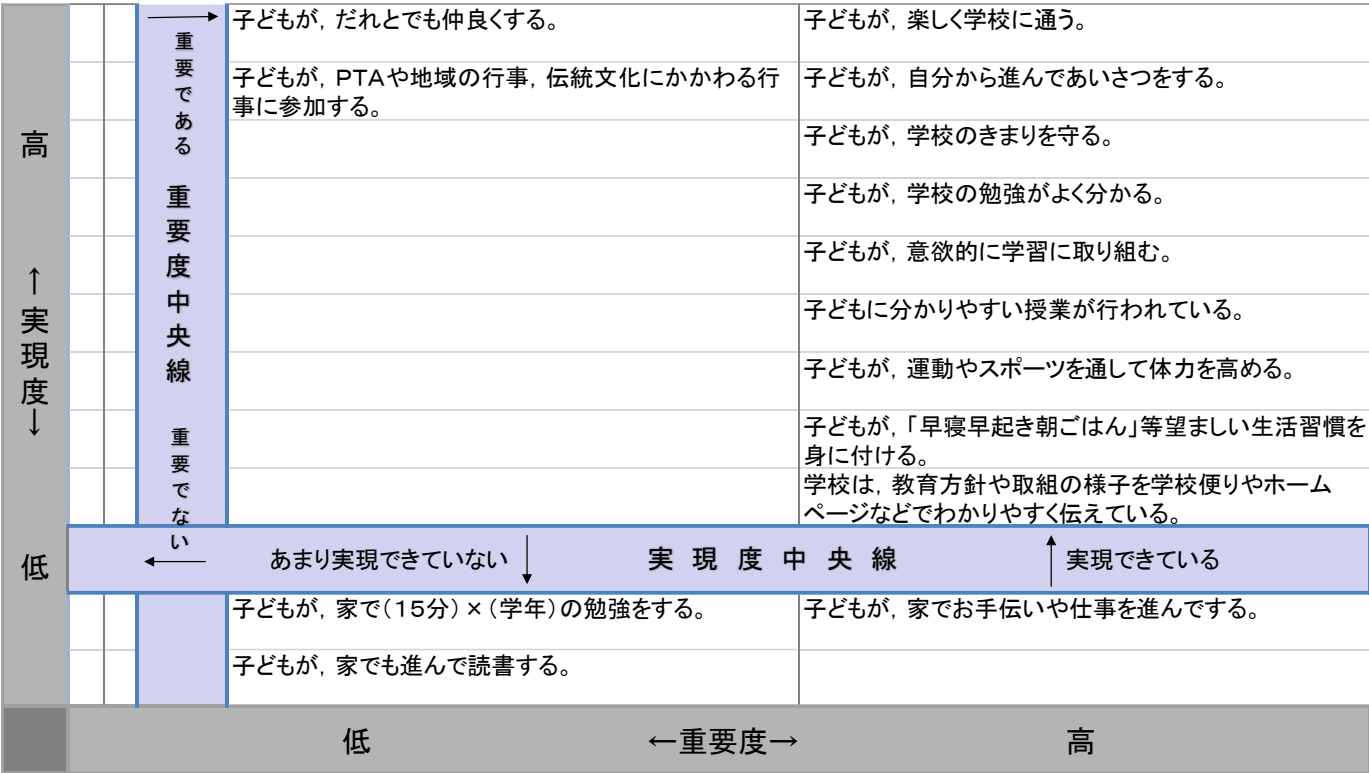 高
↑実現度↓
低
重要である
重要度中央線
重要でない
子どもが，だれとでも仲良くする。
子どもが，楽しく学校に通う。
子どもが，PTAや地域の行事，伝統文化にかかわる行
事に参加する。
子どもが，自分から進んであいさつをする。
子どもが，学校のきまりを守る。
子どもが，学校の勉強がよく分かる。
子どもが，意欲的に学習に取り組む。
子どもに分かりやすい授業が行われている。
子どもが，運動やスポーツを通して体力を高める。
子どもが，「早寝早起き朝ごはん」等望ましい生活習慣を
身に付ける。
学校は，教育方針や取組の様子を学校便りやホーム
ページなどでわかりやすく伝えている。
あまり実現できていない 実現度中央線 実現できている
子どもが，家で（15分）×（学年）の勉強をする。
子どもが，家でお手伝いや仕事を進んでする。
子どもが，家でも進んで読書する。
低 ←重要度→ 高